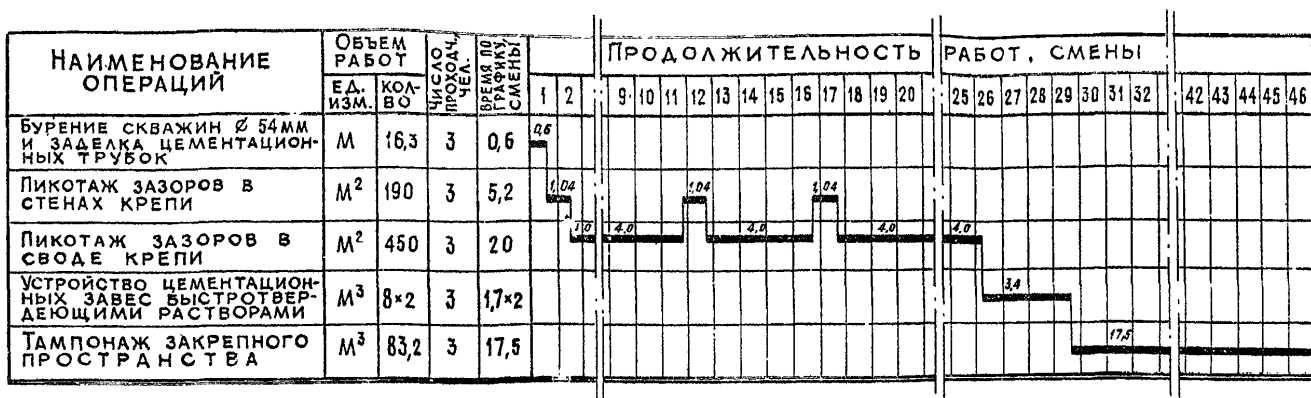 НАИМЕНОВАНИЕ
ОПЕРАЦИЙ
ОБЪЕМ
РАБОТ
ЕД.
ИЗМ.
КОЛ-
ВО
ЧИСЛО
ПРОХОДЧ,
ЧЕЛ.
ВРЕМЯ ПО
ГРАФИКУ,
СМЕНЫ
ПРОДОЛЖИТЕЛЬНОСТЬ РАБОТ, СМЕНЫ
1 2 9 10 11 12 13 14 15 16 17 18 19 20 25 26 27 28 29 30 31 32 42 43 44 45 46
БУРЕНИЕ СКВАЖИН Ø 54ММ
И ЗАДЕЛКА ЦЕМЕНТАЦИОН-
НЫХ ТРУБОК
М 16,3 3 0,6
0,6
ПИКОТАЖ ЗАЗОРОВ В
СТЕНАХ КРЕПИ
М² 190 3 5,2
1,04 1,04 1,04
ПИКОТАЖ ЗАЗОРОВ В
СВОДЕ КРЕПИ
М² 450 3 20
4,0 4,0 4,0 4,0
УСТРОЙСТВО ЦЕМЕНТАЦИОН-
НЫХ ЗАВЕС БЫСТРОТВЕР-
ДЕЮЩИМИ РАСТВОРАМИ
М³ 8×2 3 1,7×2
3,4
ТАМПОНАЖ ЗАКРЕПНОГО
ПРОСТРАНСТВА
М³ 83,2 3 17,5
17,5